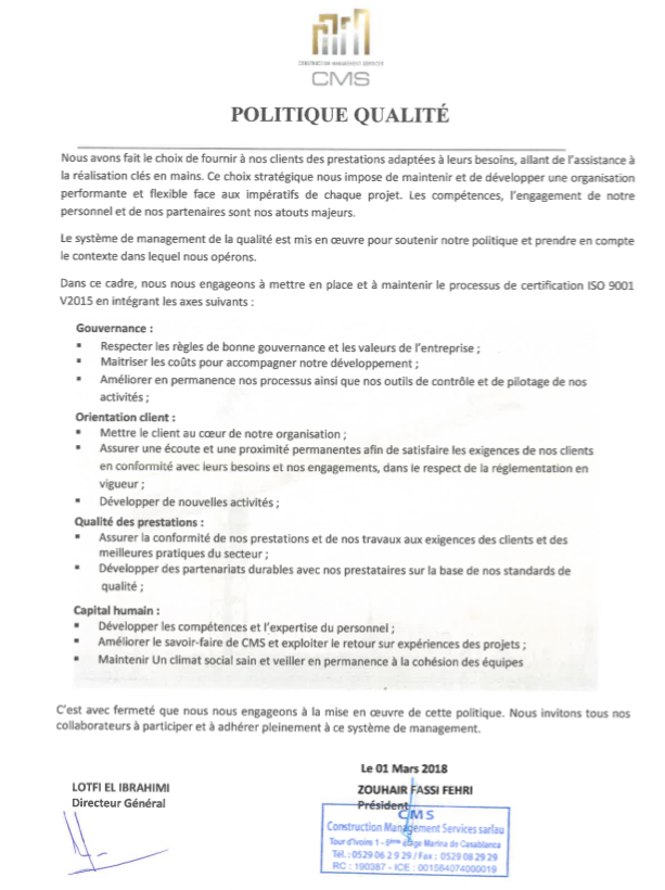 CONSTRUCTION MANAGEMENT SERVICES
CMS
POLITIQUE QUALITÉ
Nous avons fait le choix de fournir à nos clients des prestations adaptées à leurs besoins, allant de l’assistance à
la réalisation clés en mains. Ce choix stratégique nous impose de maintenir et de développer une organisation
performante et flexible face aux impératifs de chaque projet. Les compétences, l’engagement de notre
personnel et de nos partenaires sont nos atouts majeurs.
Le système de management de la qualité est mis en œuvre pour soutenir notre politique et prendre en compte
le contexte dans lequel nous opérons.
Dans ce cadre, nous nous engageons à mettre en place et à maintenir le processus de certification ISO 9001
V2015 en intégrant les axes suivants :
Gouvernance :
▪ Respecter les règles de bonne gouvernance et les valeurs de l’entreprise ;
▪ Maitriser les coûts pour accompagner notre développement ;
▪ Améliorer en permanence nos processus ainsi que nos outils de contrôle et de pilotage de nos
activités ;
Orientation client :
▪ Mettre le client au cœur de notre organisation ;
▪ Assurer une écoute et une proximité permanentes afin de satisfaire les exigences de nos clients
en conformité avec leurs besoins et nos engagements, dans le respect de la réglementation en
vigueur ;
▪ Développer de nouvelles activités ;
Qualité des prestations :
▪ Assurer la conformité de nos prestations et de nos travaux aux exigences des clients et des
meilleures pratiques du secteur ;
▪ Développer des partenariats durables avec nos prestataires sur la base de nos standards de
qualité ;
Capital humain :
▪ Développer les compétences et l’expertise du personnel ;
▪ Améliorer le savoir-faire de CMS et exploiter le retour sur expériences des projets ;
▪ Maintenir Un climat social sain et veiller en permanence à la cohésion des équipes
C’est avec fermeté que nous nous engageons à la mise en œuvre de cette politique. Nous invitons tous nos
collaborateurs à participer et à adhérer pleinement à ce système de management.
Le 01 Mars 2018
LOTFI EL IBRAHIMI
Directeur Général
ZOUHAIR FASSI FEHRI
Président
CMS
Construction Management Services sarlau
Tour d'Ivoire 1 - 5ème étage Marina de Casablanca
Tél. : 0529 06 2 9 29 / Fax : 0529 08 29 29
RC : 190387 - ICE : 001564074000019